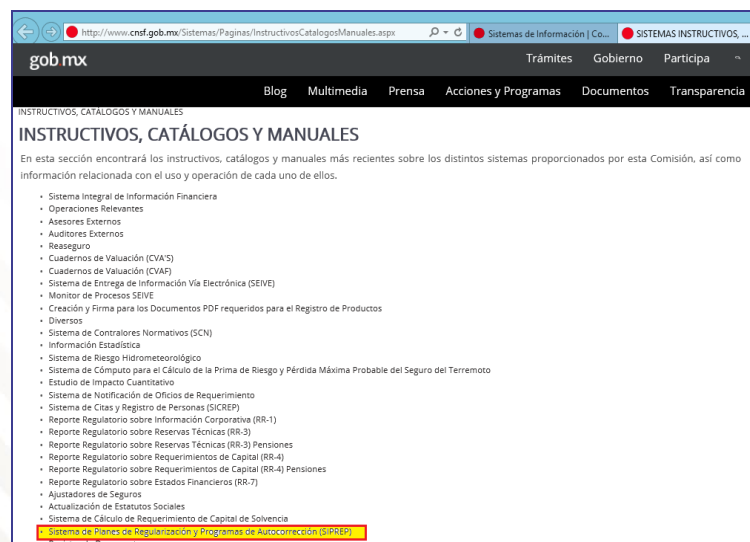 http://www.cnsf.gob.mx/Sistemas/Paginas/InstructivosCatalogosManuales.aspx
Sistemas de Información | Co...
SISTEMAS INSTRUCTIVOS, ...
gob.mx
Trámites Gobierno Participa
Blog Multimedia Prensa Acciones y Programas Documentos Transparencia
INSTRUCTIVOS, CATÁLOGOS Y MANUALES
INSTRUCTIVOS, CATÁLOGOS Y MANUALES
En esta sección encontrará los instructivos, catálogos y manuales más recientes sobre los distintos sistemas proporcionados por esta Comisión, así como
información relacionada con el uso y operación de cada uno de ellos.
• Sistema Integral de Información Financiera
• Operaciones Relevantes
• Asesores Externos
• Auditores Externos
• Reaseguro
• Cuadernos de Valuación (CVA'S)
• Cuadernos de Valuación (CVAF)
• Sistema de Entrega de Información Vía Electrónica (SEIVE)
• Monitor de Procesos SEIVE
• Creación y Firma para los Documentos PDF requeridos para el Registro de Productos
• Diversos
• Sistema de Contralores Normativos (SCN)
• Información Estadística
• Sistema de Riesgo Hidrometeorológico
• Sistema de Cómputo para el Cálculo de la Prima de Riesgo y Pérdida Máxima Probable del Seguro del Terremoto
• Estudio de Impacto Cuantitativo
• Sistema de Notificación de Oficios de Requerimiento
• Sistema de Citas y Registro de Personas (SICREP)
• Reporte Regulatorio sobre Información Corporativa (RR-1)
• Reporte Regulatorio sobre Reservas Técnicas (RR-3)
• Reporte Regulatorio sobre Reservas Técnicas (RR-3) Pensiones
• Reporte Regulatorio sobre Requerimientos de Capital (RR-4)
• Reporte Regulatorio sobre Requerimientos de Capital (RR-4) Pensiones
• Reporte Regulatorio sobre Estados Financieros (RR-7)
• Ajustadores de Seguros
• Actualización de Estatutos Sociales
• Sistema de Cálculo de Requerimiento de Capital de Solvencia
• Sistema de Planes de Regularización y Programas de Autocorrección (SIPREP)